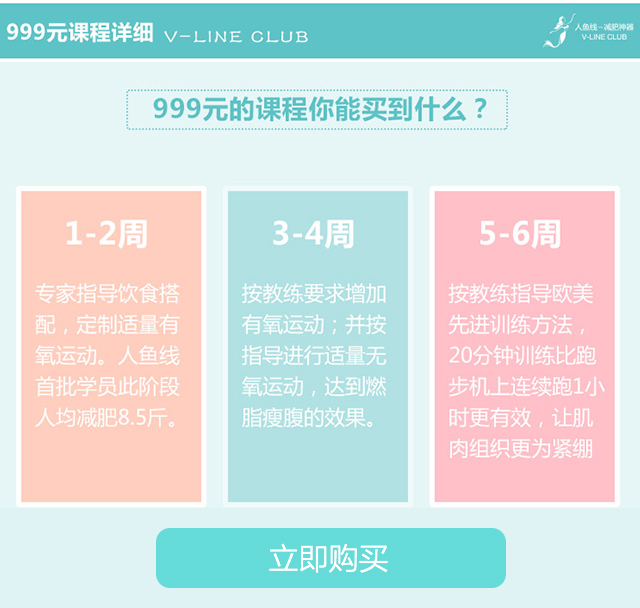 999元课程详细 V-LINE CLUB
人鱼线-减肥神器
V-LINE CLUB
999元的课程你能买到什么？
1-2周
专家指导饮食搭
配，定制适量有
氧运动。人鱼线
首批学员此阶段
人均减肥8.5斤。
3-4周
按教练要求增加
有氧运动；并按
指导进行适量无
氧运动，达到燃
脂瘦腹的效果。
5-6周
按教练指导欧美
先进训练方法，
20分钟训练比跑
步机上连续跑1小
时更有效，让肌
肉组织更为紧绷
立即购买